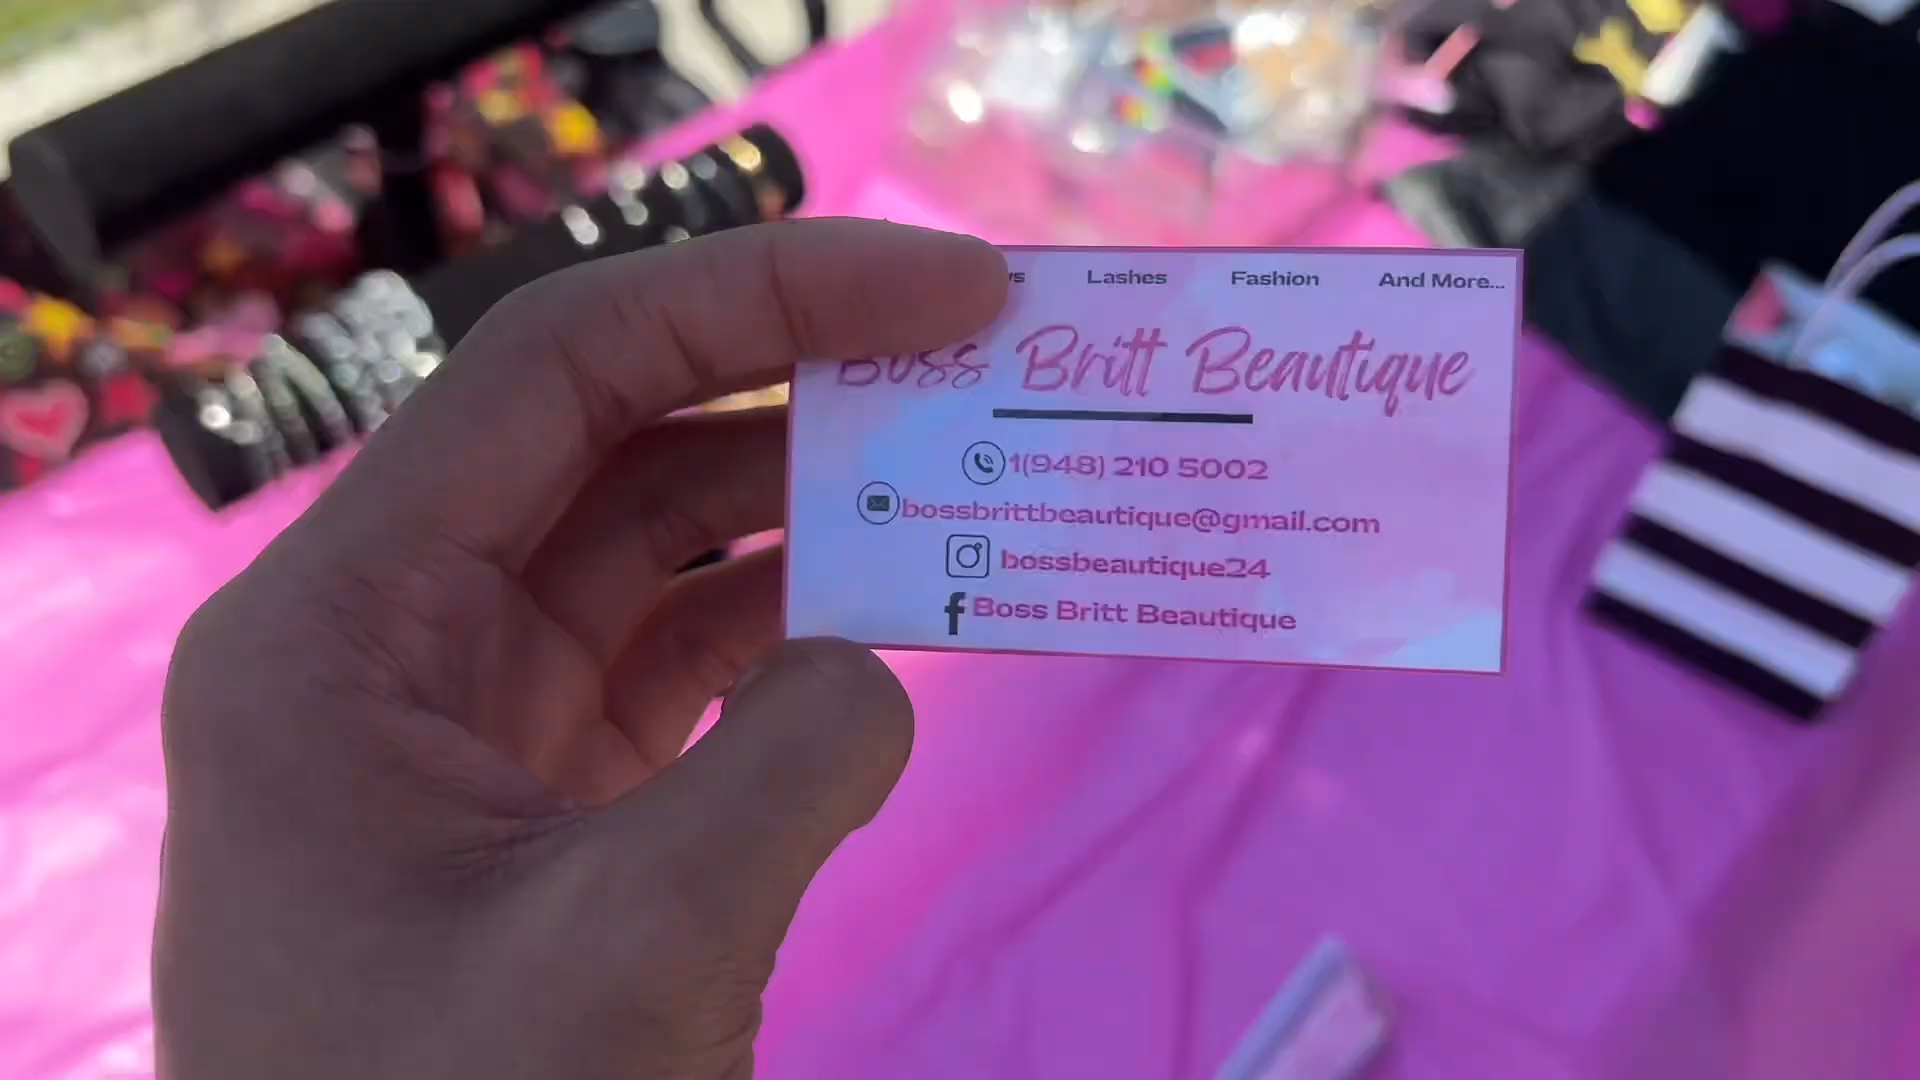 Lashes Fashion And More...
Boss Britt Beautique
1(948) 210 5002
bossbrittbeautique@gmail.com
bossbeautique24
Boss Britt Beautique